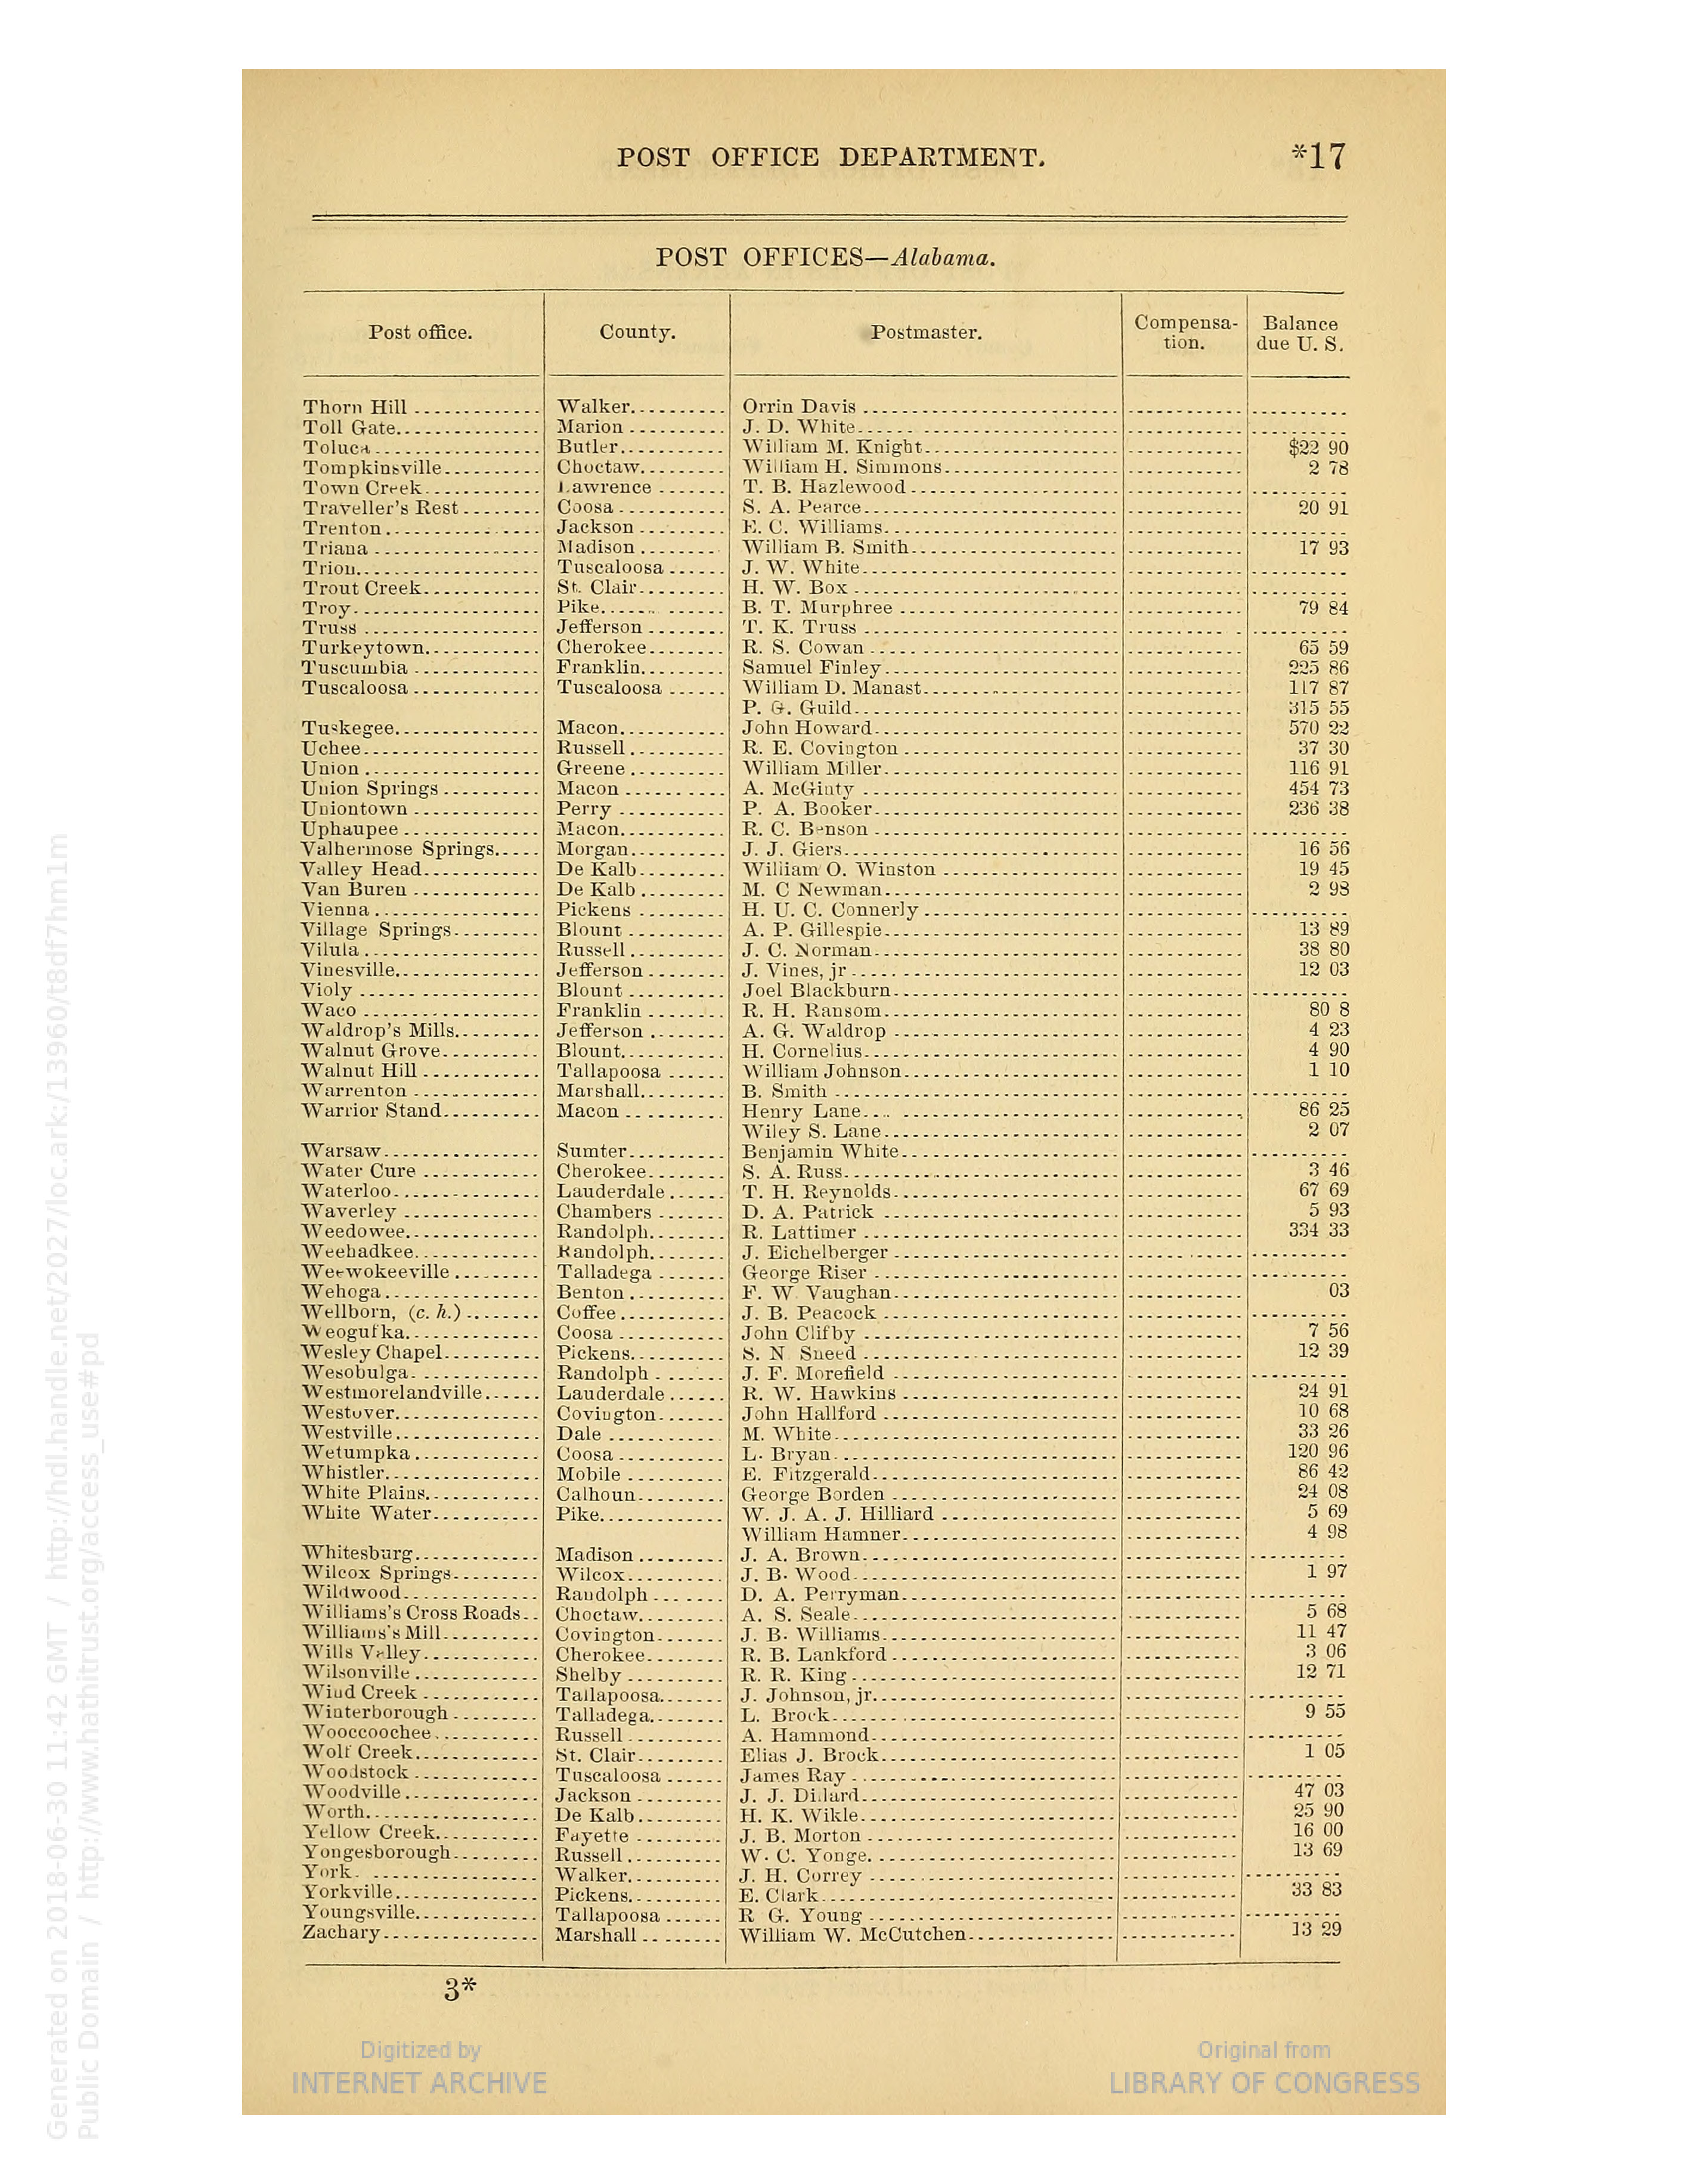 POST OFFICE DEPARTMENT. *17
POST OFFICES—Alabama.
Post office. County. Postmaster. Compensation. Balance due U. S.
Thorn Hill Walker Orrin Davis
Toll Gate Marion J. D. White
Toluca Butler William M. Knight $22 90
Tompkinsville Choctaw William H. Simmons 2 78
Town Creek Lawrence T. B. Hazlewood
Traveller's Rest Coosa S. A. Pearce 20 91
Trenton Jackson E. C. Williams
Triana Madison William B. Smith 17 93
Trion Tuscaloosa J. W. White
Trout Creek St. Clair H. W. Box
Troy Pike B. T. Murphree 79 84
Truss Jefferson T. K. Truss
Turkeytown Cherokee R. S. Cowan 65 59
Tuscumbia Franklin Samuel Finley 225 86
Tuscaloosa Tuscaloosa William D. Manast 117 87
P. G. Guild 315 55
Tuskegee Macon John Howard 570 22
Uchee Russell R. E. Covington 37 30
Union Greene William Miller 116 91
Union Springs Macon A. McGinty 454 73
Uniontown Perry P. A. Booker 236 38
Uphaupee Macon R. C. Benson
Valhermose Springs Morgan J. J. Giers 16 56
Valley Head De Kalb William O. Winston 19 45
Van Buren De Kalb M. C Newman 2 98
Vienna Pickens H. U. C. Connerly
Village Springs Blount A. P. Gillespie 13 89
Vilula Russell J. C. Norman 38 80
Vinesville Jefferson J. Vines, jr 12 03
Violy Blount Joel Blackburn
Waco Franklin R. H. Ransom 80 8
Waldrop's Mills Jefferson A. G. Waldrop 4 23
Walnut Grove Blount H. Cornelius 4 90
Walnut Hill Tallapoosa William Johnson 1 10
Warrenton Marshall B. Smith
Warrior Stand Macon Henry Lane 86 25
Wiley S. Lane 2 07
Warsaw Sumter Benjamin White
Water Cure Cherokee S. A. Russ 3 46
Waterloo Lauderdale T. H. Reynolds 67 69
Waverley Chambers D. A. Patrick 5 93
Weedowee Randolph R. Lattimer 334 33
Weehadkee Randolph J. Eichelberger
Weewokeeville Talladega George Riser
Wehoga Benton F. W Vaughan 03
Wellborn, (c. h.) Coffee J. B. Peacock
Weogufka Coosa John Clifby 7 56
Wesley Chapel Pickens S. N Sneed 12 39
Wesobulga Randolph J. F. Morefield
Westmorelandville Lauderdale R. W. Hawkins 24 91
Westover Covington John Hallford 10 68
Westville Dale M. White 33 26
Wetumpka Coosa L. Bryan 120 96
Whistler Mobile E. Fitzgerald 86 42
White Plains Calhoun George Borden 24 08
White Water Pike W. J. A. J. Hilliard 5 69
William Hamner 4 98
Whitesburg Madison J. A. Brown
Wilcox Springs Wilcox J. B. Wood 1 97
Wildwood Randolph D. A. Perryman
Williams's Cross Roads Choctaw A. S. Seale 5 68
Williams's Mill Covington J. B. Williams 11 47
Wills Valley Cherokee R. B. Lankford 3 06
Wilsonville Shelby R. R. King 12 71
Wind Creek Tallapoosa J. Johnson, jr.
Winterborough Talladega L. Brock 9 55
Wooccoochee Russell A. Hammond
Wolf Creek St. Clair Elias J. Brock 1 05
Woodstock Tuscaloosa James Ray
Woodville Jackson J. J. Dillard 47 03
Worth De Kalb H. K. Wikle 25 90
Yellow Creek Fayette J. B. Morton 16 00
Yongesborough Russell W. C. Yonge. 13 69
York Walker J. H. Correy
Yorkville Pickens E. Clark 33 83
Youngsville Tallapoosa R G. Young
Zachary Marshall William W. McCutchen 13 29
3*
Digitized by Original from
INTERNET ARCHIVE LIBRARY OF CONGRESS
Generated on 2018-06-30 11:42 GMT / http://hdl.handle.net/2027/loc.ark:/13960/t8df7hm1m
Public Domain / http://www.hathitrust.org/access_use#pd